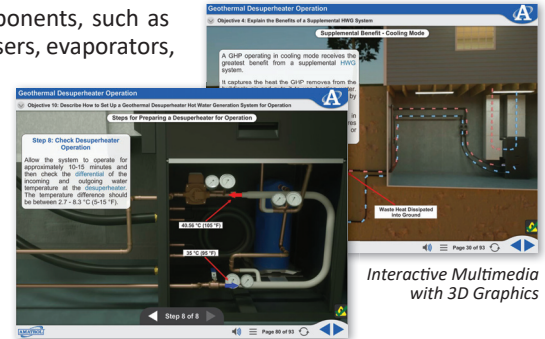 ponents, such as
sers, evaporators,
Geothermal Desuperheater Operation
Objective 4: Explain the Benefits of a Supplemental HWG System
Supplemental Benefit - Cooling Mode
A GHP operating in cooling mode receives the
greatest benefit from a supplemental HWG
system.
It captures the heat the GHP removes from the
by
in
or
Waste Heat Dissipated
into Ground
Page 38 of 93
Geothermal Desuperheater Operation
Objective 10: Describe How to Set Up a Geothermal Desuperheater Hot Water Generation System for Operation
Steps for Preparing a Desuperheater for Operation
Step 8: Check Desuperheater
Operation
Allow the system to operate for
approximately 10-15 minutes and
then check the differential of the
incoming and outgoing water
temperature at the desuperheater.
The temperature difference should
be between 2.7 - 8.3 °C (5-15 °F).
40.56 °C (105 °F)
35 °C (95 °F)
Step 8 of 8
AMATROL
Page 80 of 93
Interactive Multimedia
with 3D Graphics